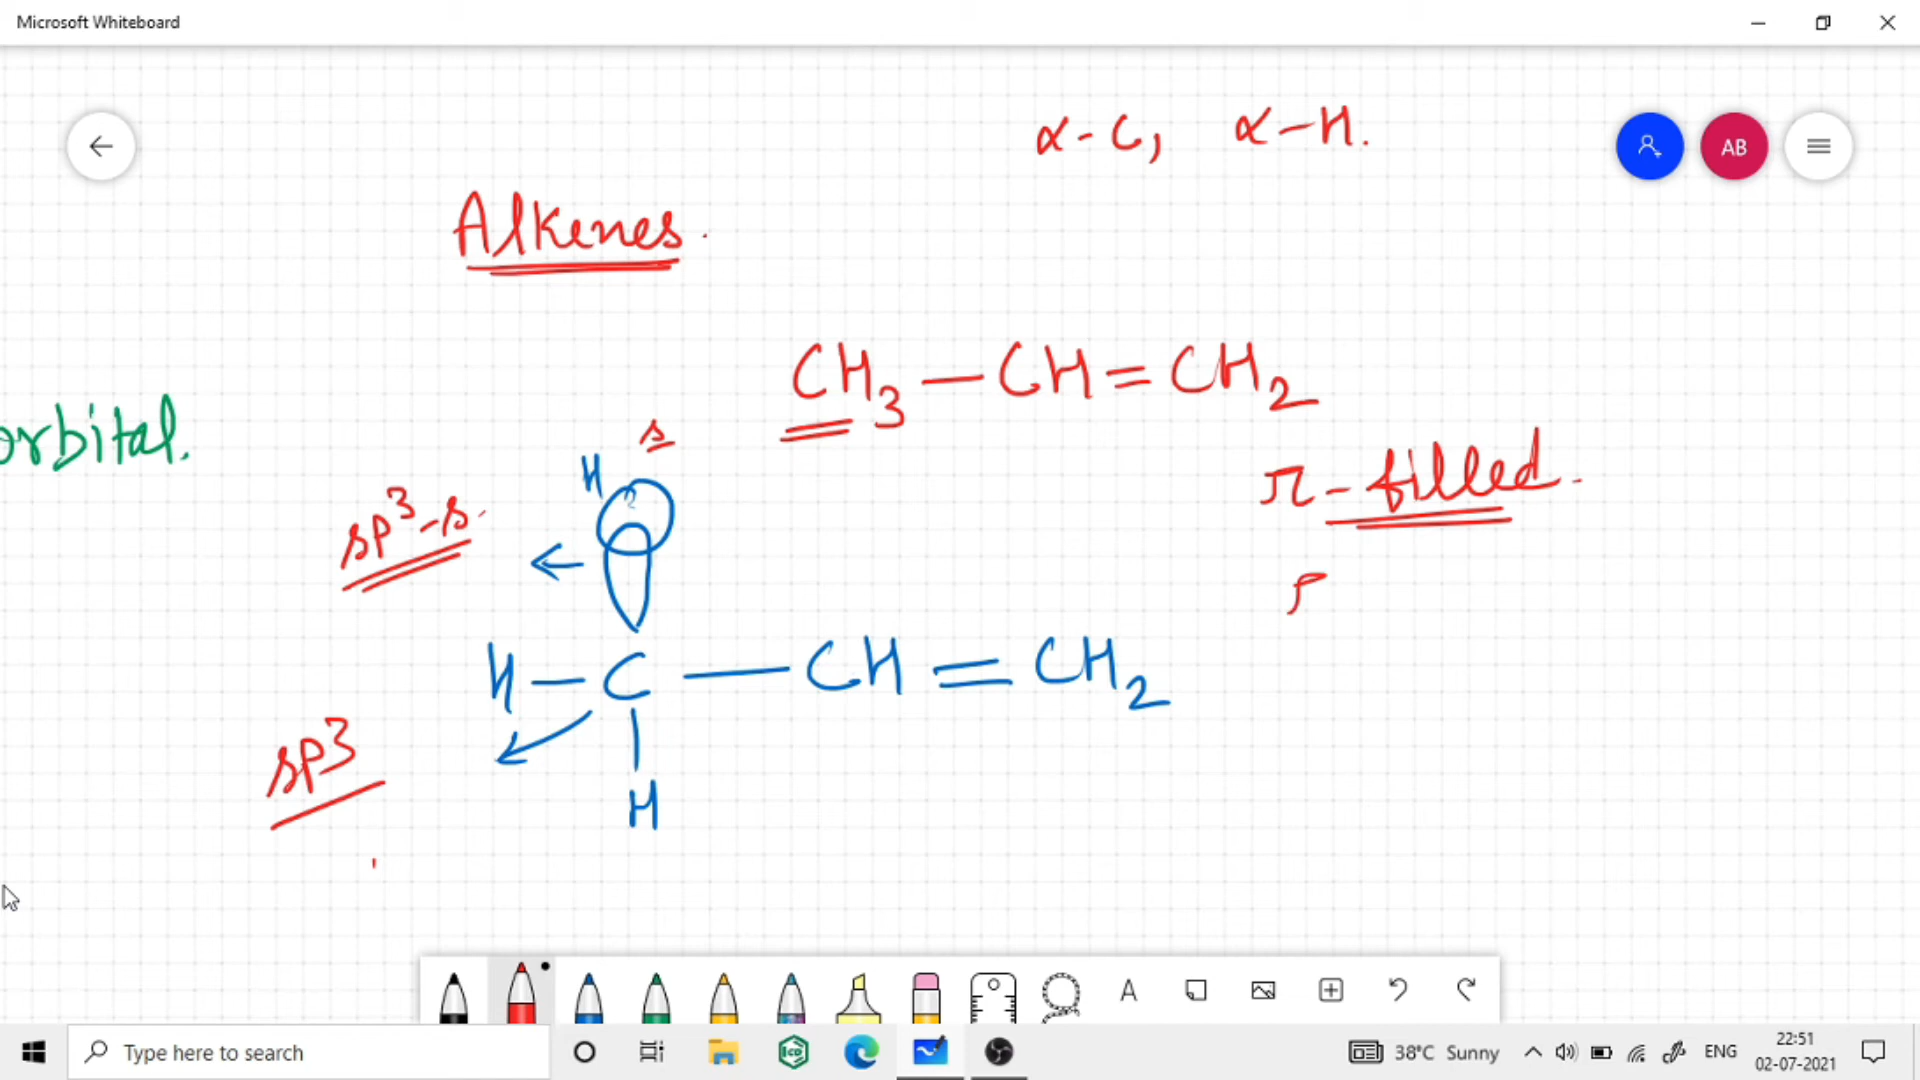 Microsoft Whiteboard
α-C, α-H.
AB
Alkenes.
CH3-CH=CH2
orbital.
s
H
π-filled.
sp3-s.
P
H-C-CH=CH2
sp3
H
A
Type here to search
38°C Sunny
ENG
22:51
02-07-2021